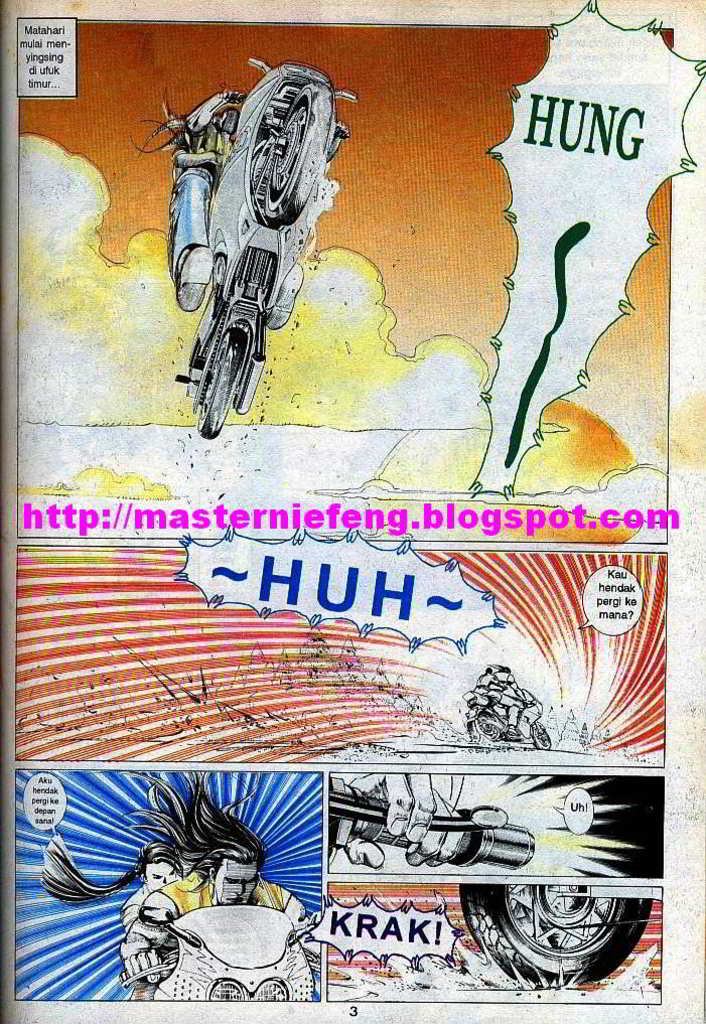 Matahari
mulai men-
yingsing
di ufuk
timur...
HUNG
http://masterniefeng.blogspot.com
~HUH~
Kau
hendak
pergi ke
mana?
Aku
hendak
pergi ke
depan
sana!
Uh!
KRAK!
3